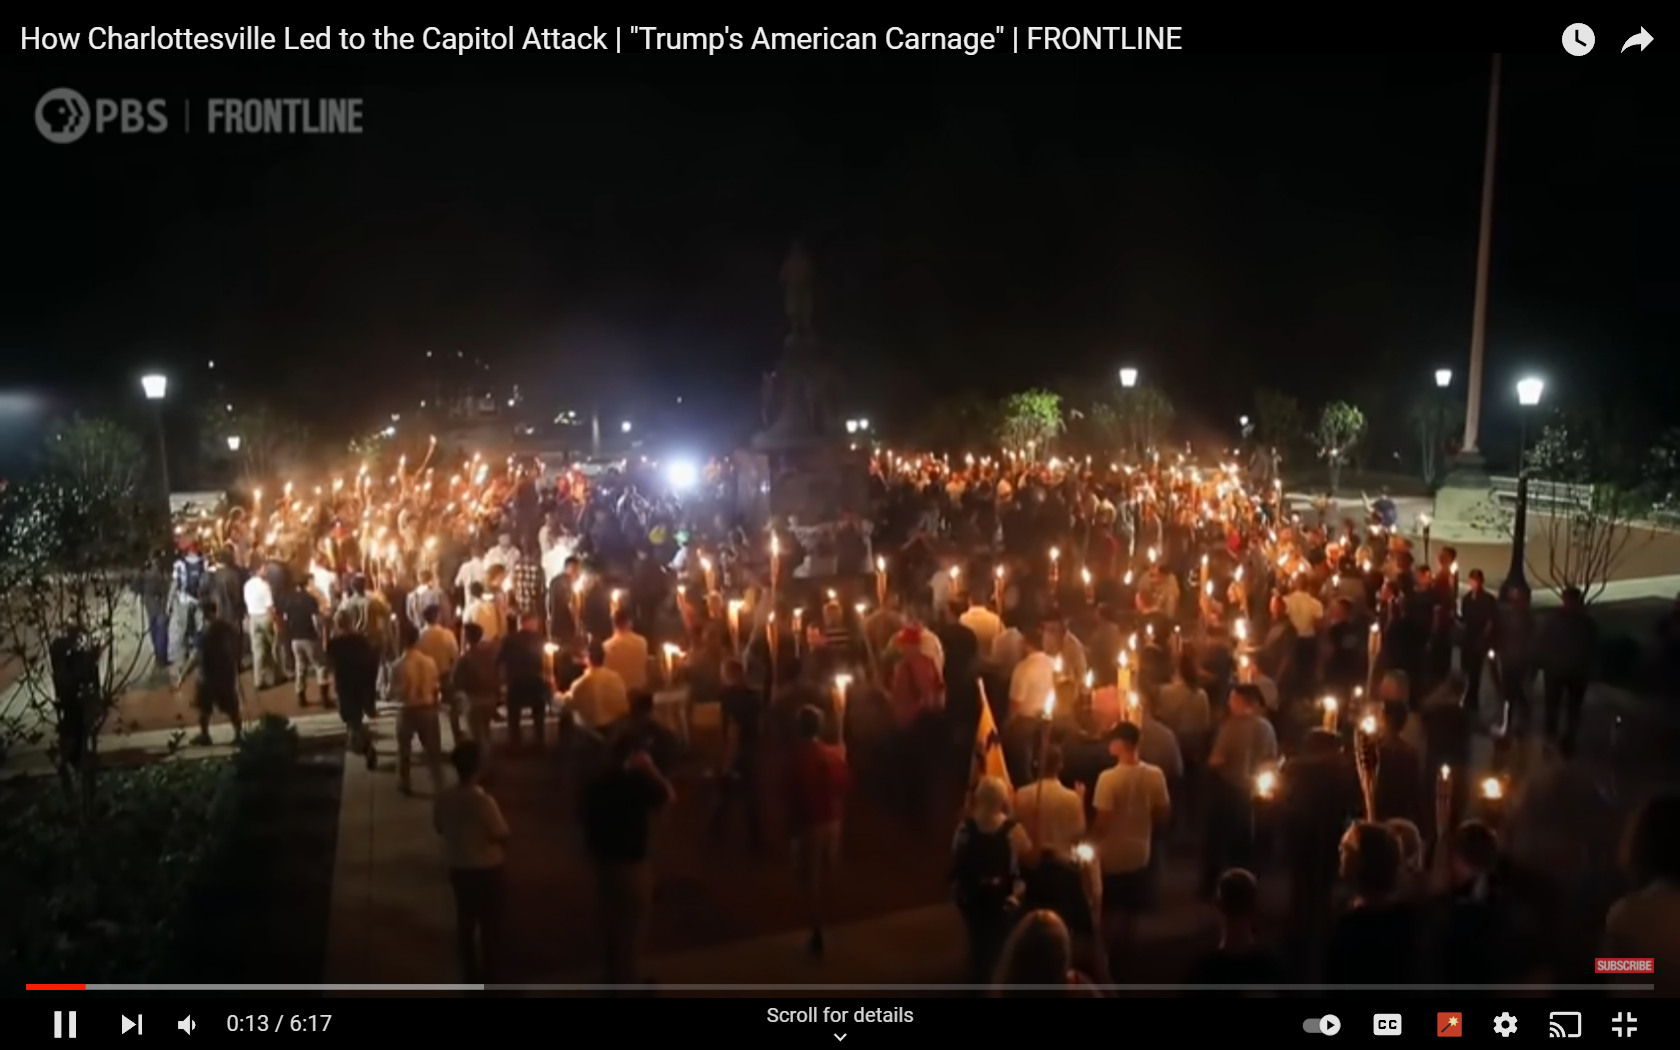 How Charlottesville Led to the Capitol Attack | "Trump's American Carnage" | FRONTLINE
PBS | FRONTLINE
SUBSCRIBE
0:13 / 6:17
Scroll for details
CC